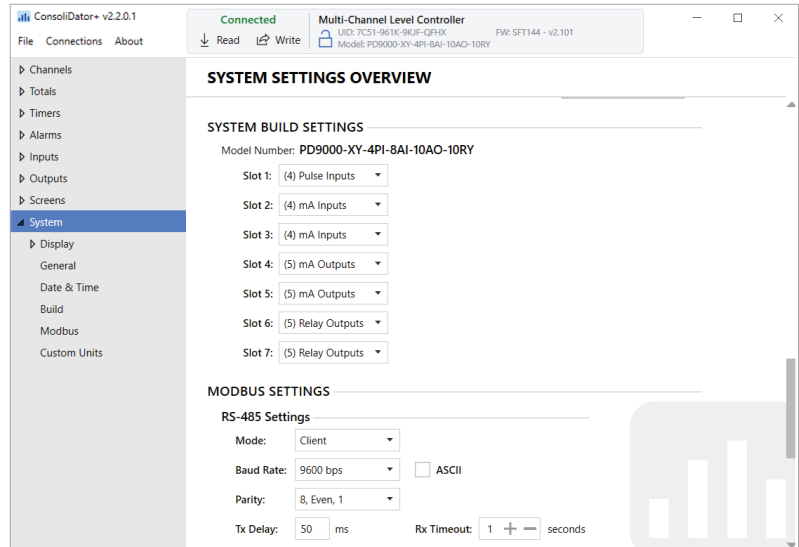 ConsoliDator+ v2.2.0.1
File Connections About
Connected
Read Write
Multi-Channel Level Controller
UID: 7C51-961K-9KJF-QFHX FW: SFT144 - v2.101
Model: PD9000-XY-4PI-8AI-10AO-10RY
Channels
Totals
Timers
Alarms
Inputs
Outputs
Screens
System
Display
General
Date & Time
Build
Modbus
Custom Units
SYSTEM SETTINGS OVERVIEW
SYSTEM BUILD SETTINGS
Model Number: PD9000-XY-4PI-8AI-10AO-10RY
Slot 1: (4) Pulse Inputs
Slot 2: (4) mA Inputs
Slot 3: (4) mA Inputs
Slot 4: (5) mA Outputs
Slot 5: (5) mA Outputs
Slot 6: (5) Relay Outputs
Slot 7: (5) Relay Outputs
MODBUS SETTINGS
RS-485 Settings
Mode: Client
Baud Rate: 9600 bps ASCII
Parity: 8, Even, 1
Tx Delay: 50 ms Rx Timeout: 1 seconds